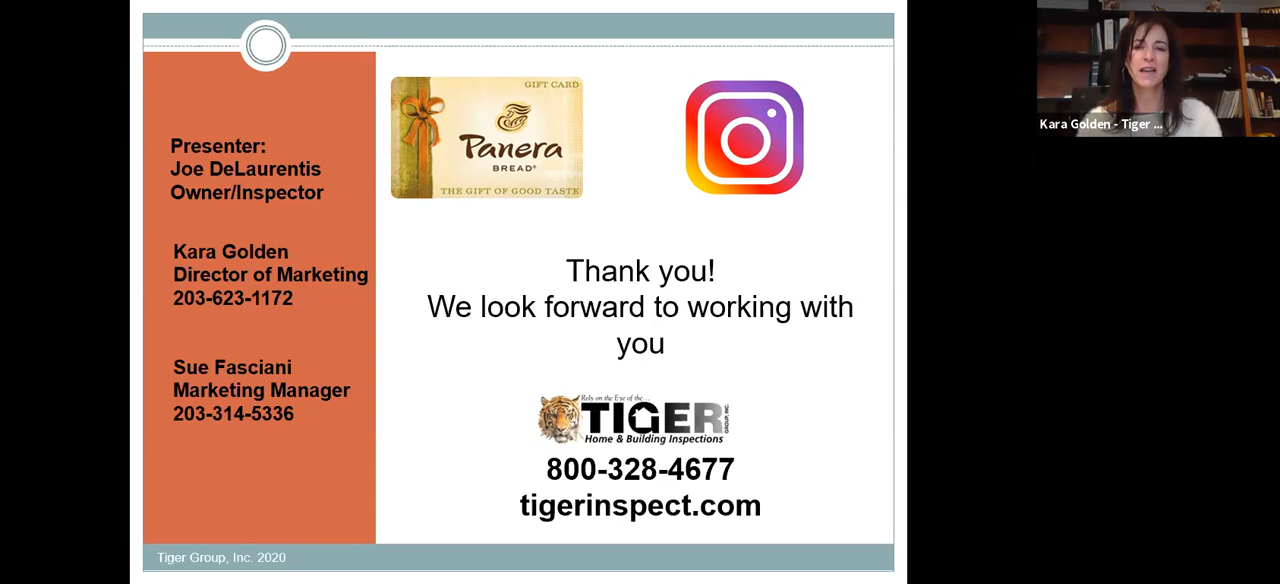 Presenter:
Joe DeLaurentis
Owner/Inspector
Kara Golden
Director of Marketing
203-623-1172
Sue Fasciani
Marketing Manager
203-314-5336
GIFT CARD
Panera
BREAD®
THE GIFT OF GOOD TASTE
Thank you!
We look forward to working with
you
Rely on the Eye of the...
TIGER GROUP, INC.
Home & Building Inspections
800-328-4677
tigerinspect.com
Tiger Group, Inc. 2020
Kara Golden - Tiger ...